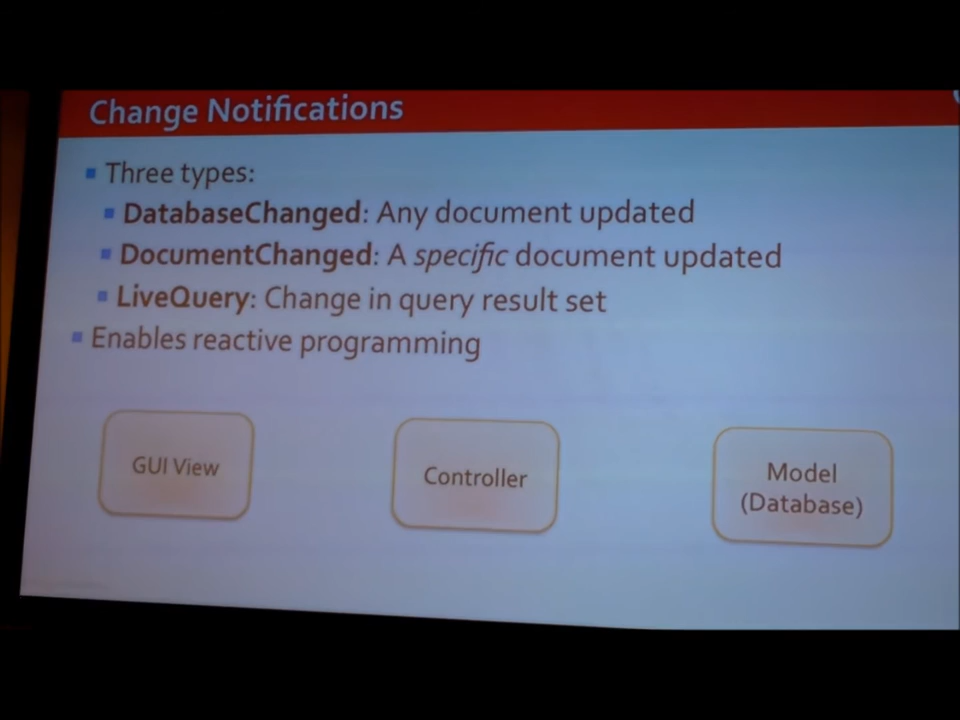 Change Notifications
Three types:
DatabaseChanged: Any document updated
DocumentChanged: A specific document updated
LiveQuery: Change in query result set
Enables reactive programming
GUI View
Controller
Model
(Database)